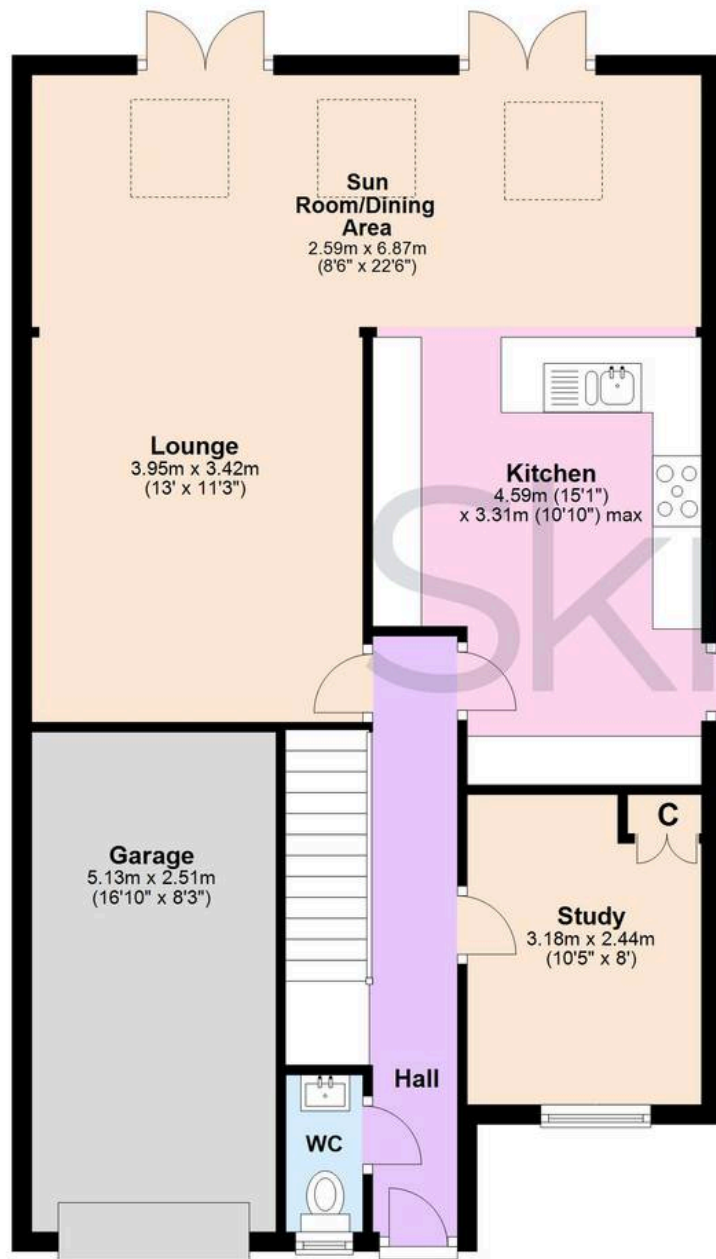 Sun
Room/Dining
Area
2.59m x 6.87m
(8'6" x 22'6")
Lounge
3.95m x 3.42m
(13' x 11'3")
Kitchen
4.59m (15'1")
x 3.31m (10'10") max
Ski
C
Garage
5.13m x 2.51m
(16'10" x 8'3")
Study
3.18m x 2.44m
(10'5" x 8')
Hall
WC